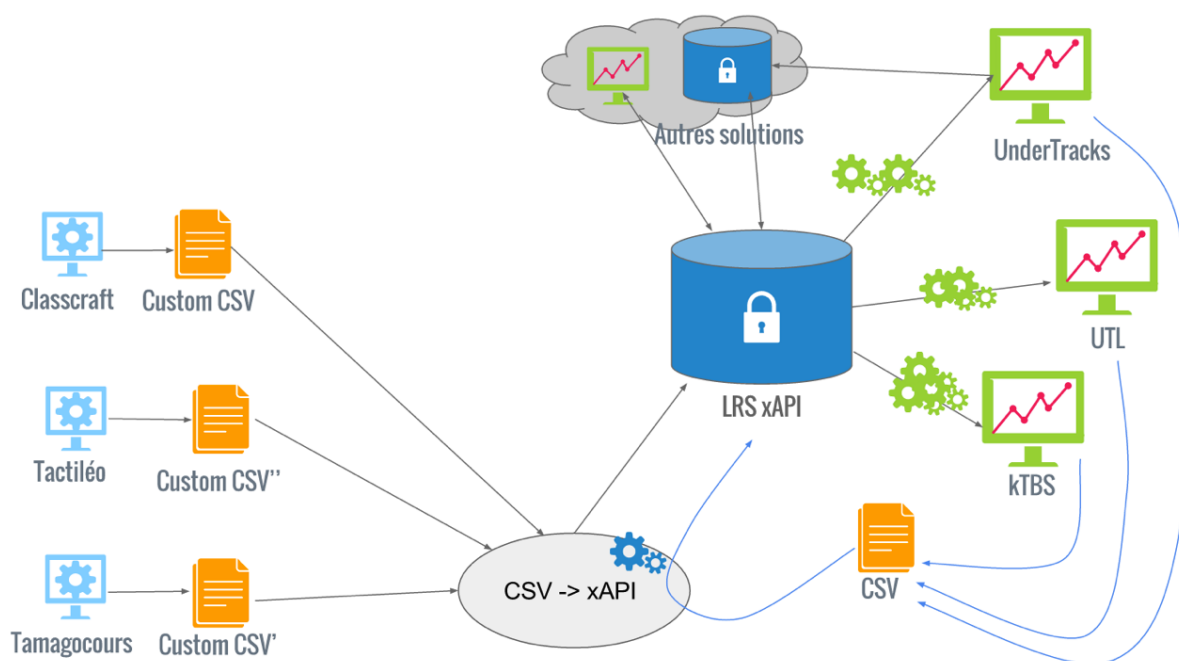 Autres solutions
UnderTracks
Classcraft
Custom CSV
UTL
LRS xAPI
Tactiléo
Custom CSV''
kTBS
CSV
CSV -> xAPI
Tamagocours
Custom CSV'